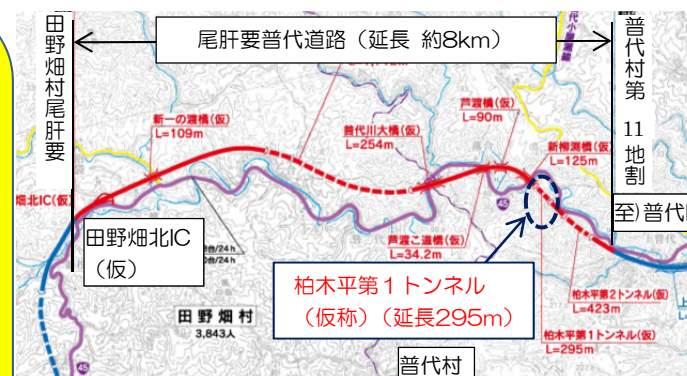 尾肝要普代道路（延長 約8km）
田野畑村尾肝要
普代村第11地割
新一の渡橋(仮)
L=109m
普代川大橋(仮)
L=254m
芦渡橋(仮)
L=90m
新柳渕橋(仮)
L=125m
45
至)普代
畑北IC(仮)
田野畑北IC
（仮）
台/24h
台/24h
芦渡こ道橋(仮)
L=34.2m
柏木平第１トンネル
（仮称）（延長295m）
柏木平第2トンネル(仮)
L=423m
柏木平第1トンネル(仮)
L=295m
田野畑村
3,843人
普代村
45